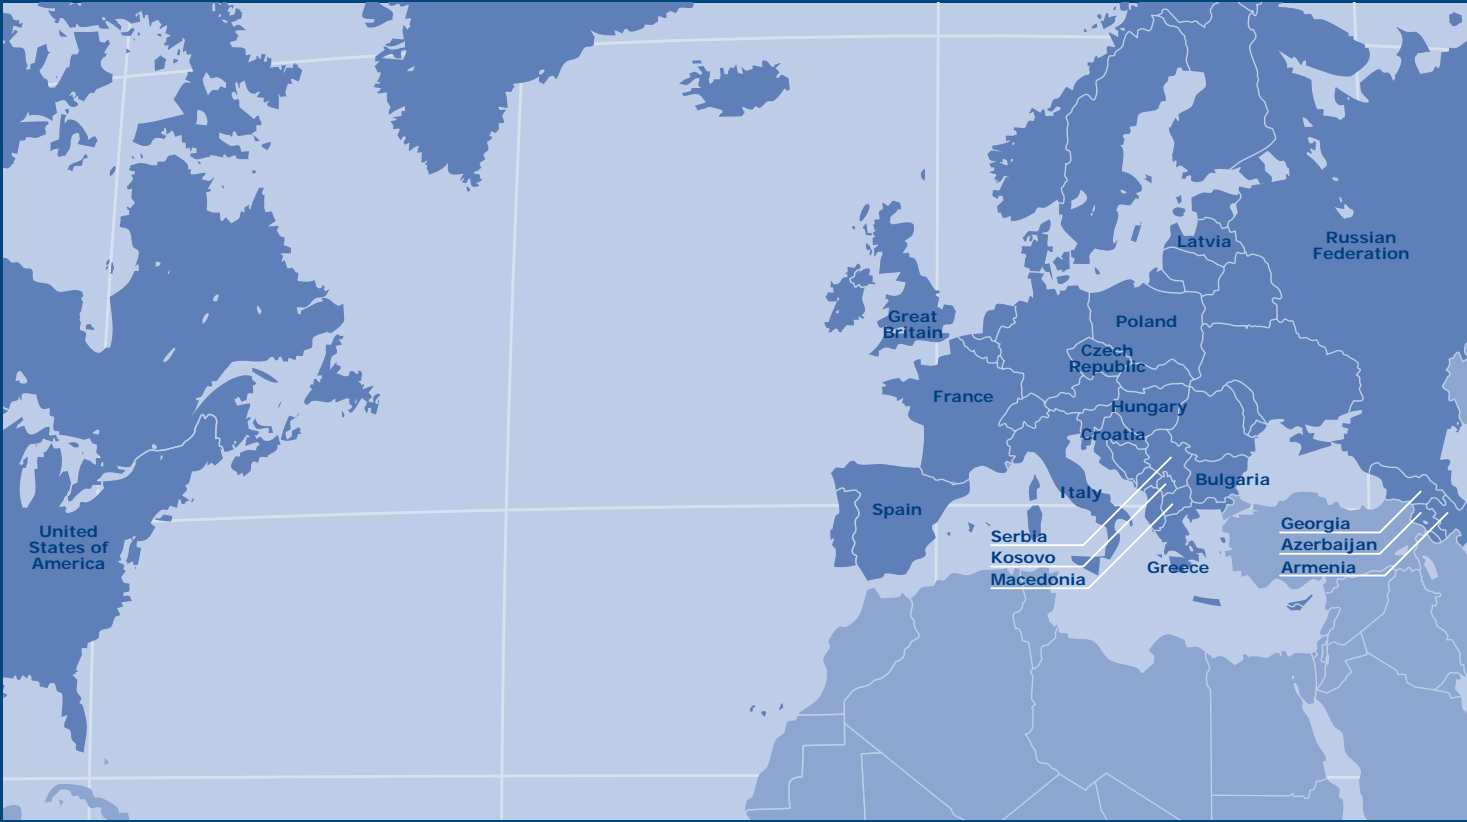 Latvia
Russian
Federation
Great
Britain
Poland
Czech
Republic
France
Hungary
Croatia
Bulgaria
Italy
Spain
United
States of
America
Serbia
Kosovo
Macedonia
Greece
Georgia
Azerbaijan
Armenia